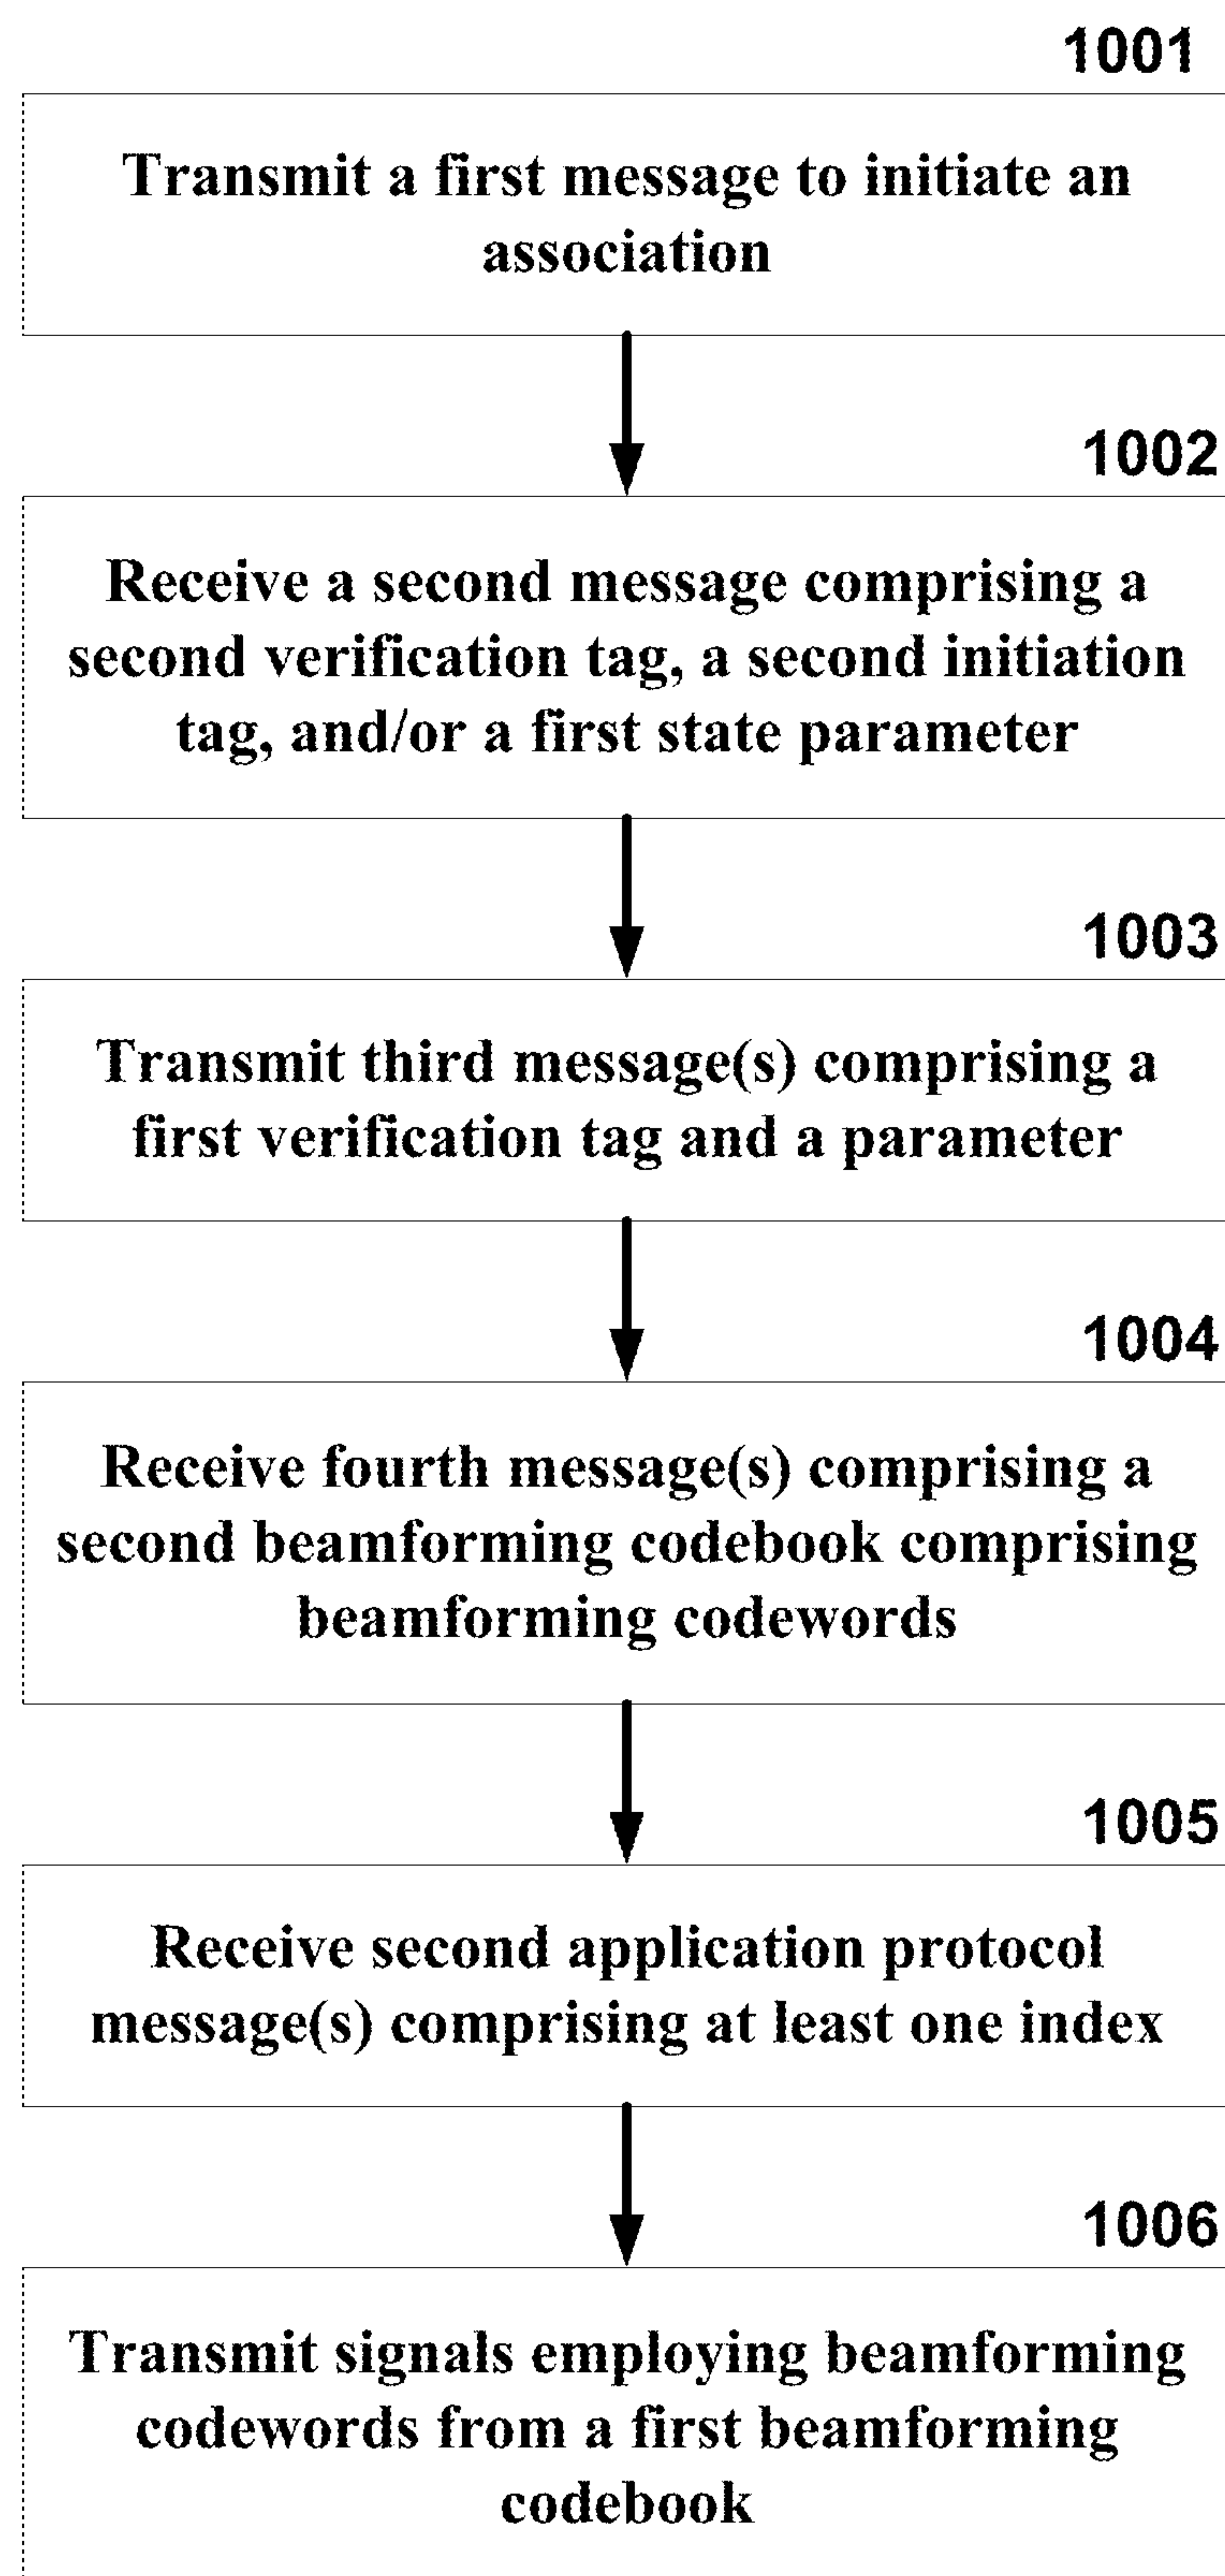 1001
Transmit a first message to initiate an
association
1002
Receive a second message comprising a
second verification tag, a second initiation
tag, and/or a first state parameter
1003
Transmit third message(s) comprising a
first verification tag and a parameter
1004
Receive fourth message(s) comprising a
second beamforming codebook comprising
beamforming codewords
1005
Receive second application protocol
message(s) comprising at least one index
1006
Transmit signals employing beamforming
codewords from a first beamforming
codebook